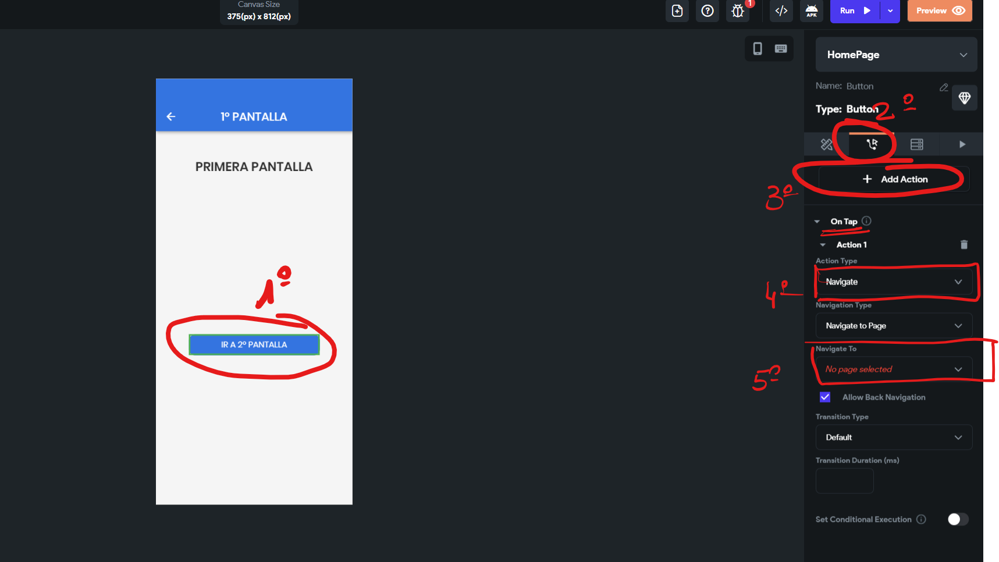 Canvas Size
375(px) x 812(px)
1
</>
APK
Run
Preview
HomePage
Name: Button
Type: Button
2º
1º PANTALLA
PRIMERA PANTALLA
+ Add Action
3º
On Tap
Action 1
Action Type
Navigate
4º
Navigation Type
Navigate to Page
1º
IR A 2º PANTALLA
Navigate To
No page selected
5º
Allow Back Navigation
Transition Type
Default
Transition Duration (ms)
Set Conditional Execution